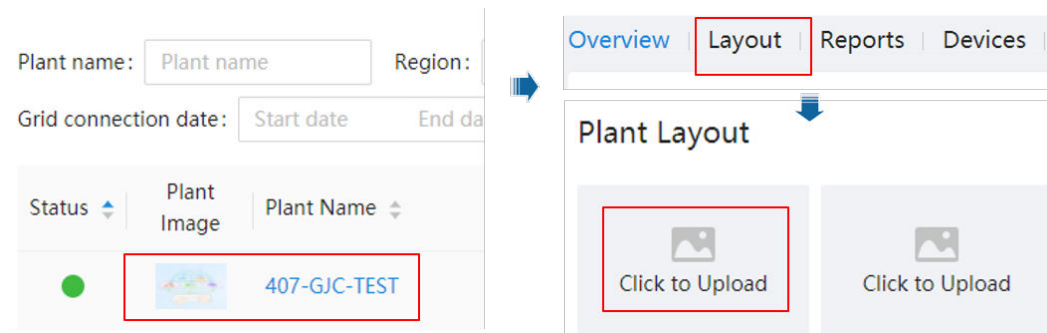 Plant name: Plant name Region:
Grid connection date: Start date End da
Status Plant Image Plant Name
407-GJC-TEST
Overview Layout Reports Devices
Plant Layout
Click to Upload Click to Upload